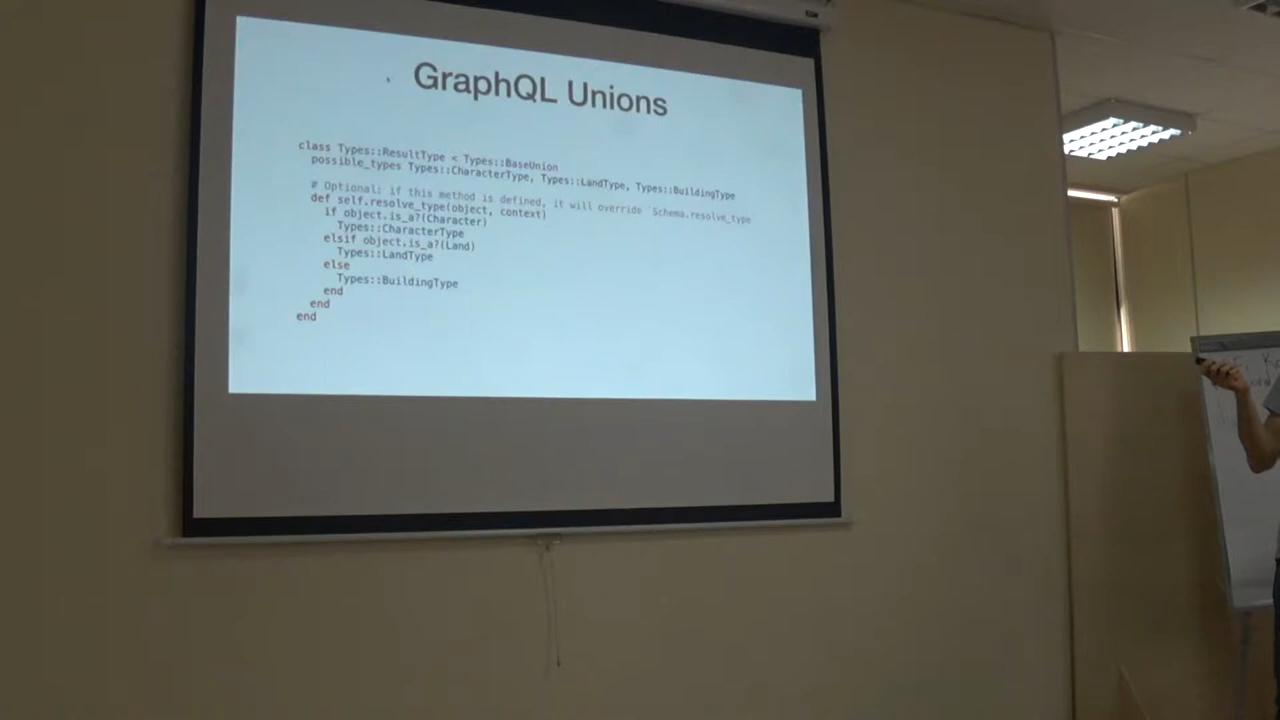 GraphQL Unions
class Types::ResultType < Types::BaseUnion
possible_types Types::CharacterType, Types::LandType, Types::BuildingType
# Optional: if this method is defined, it will override `Schema.resolve_type
def self.resolve_type(object, context)
if object.is_a?(Character)
Types::CharacterType
elsif object.is_a?(Land)
Types::LandType
else
Types::BuildingType
end
end
end